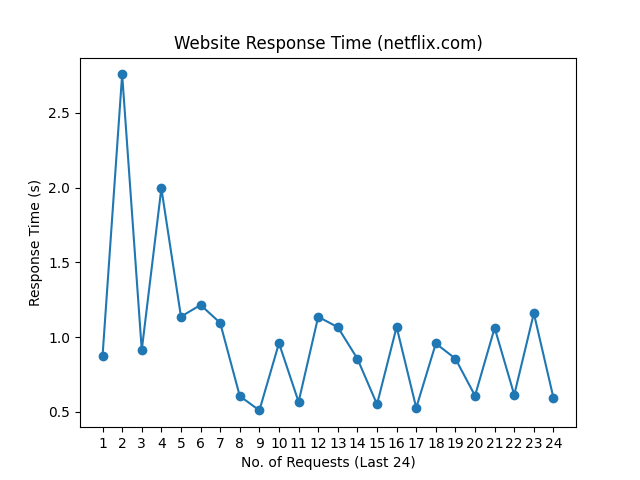 Website Response Time (netflix.com)
Response Time (s)
2.5
2.0
1.5
1.0
0.5
1 2 3 4 5 6 7 8 9 10 11 12 13 14 15 16 17 18 19 20 21 22 23 24
No. of Requests (Last 24)